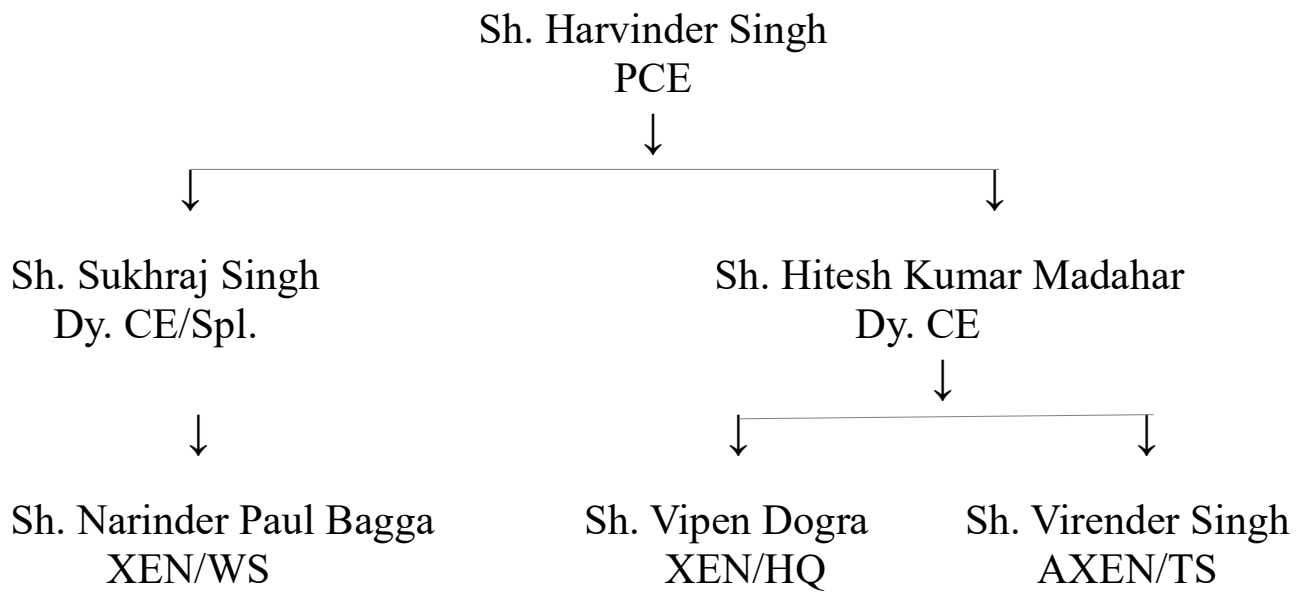 Sh. Harvinder Singh
PCE
Sh. Sukhraj Singh
Dy. CE/Spl.
Sh. Hitesh Kumar Madahar
Dy. CE
Sh. Narinder Paul Bagga
XEN/WS
Sh. Vipen Dogra
XEN/HQ
Sh. Virender Singh
AXEN/TS